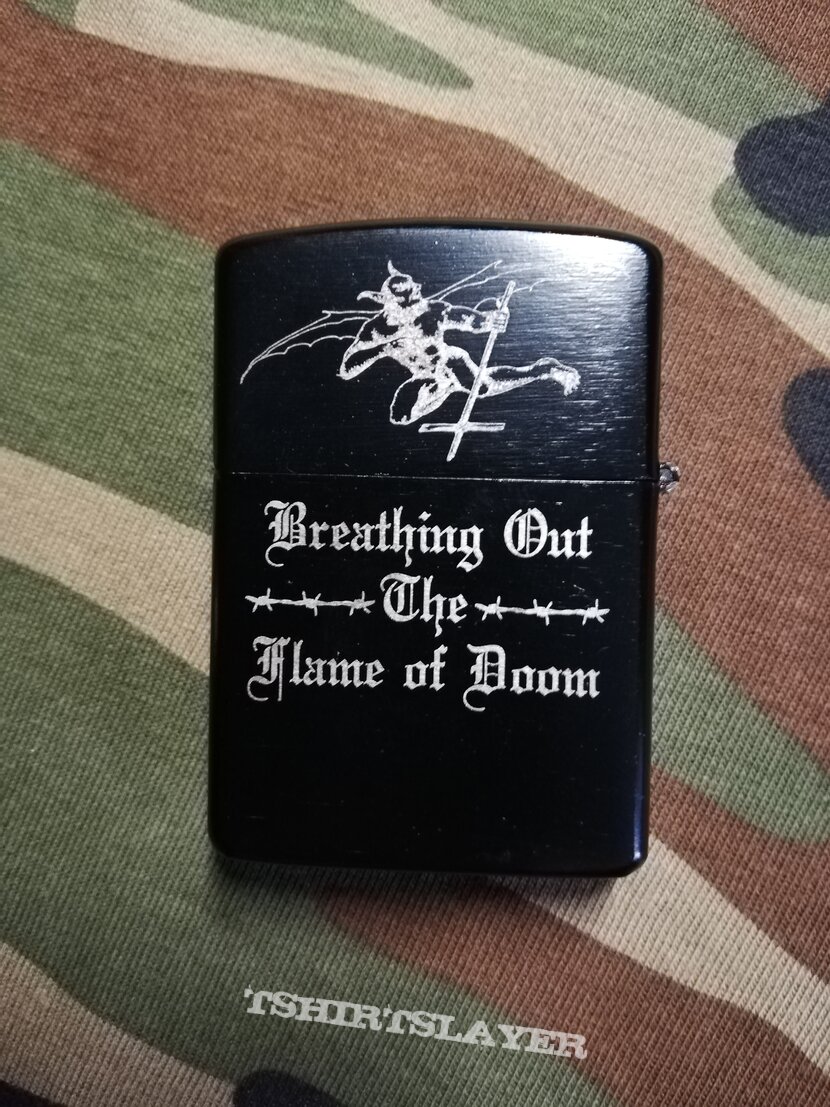 Breathing Out
The
Flame of Doom
TSHIRTSLAYER